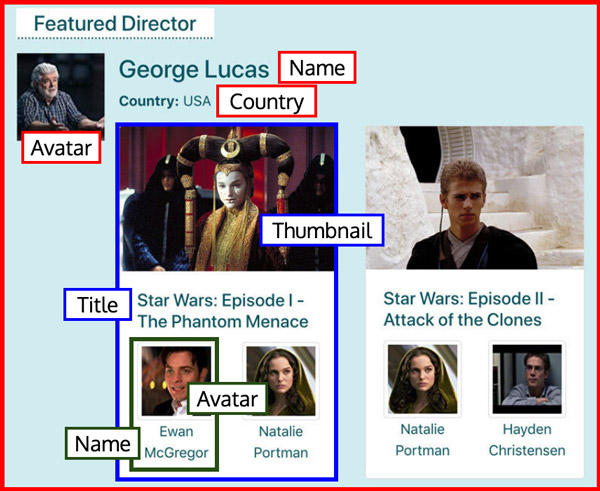 Featured Director
George Lucas
Name
Country: USA
Country
Avatar
Thumbnail
Title
Star Wars: Episode I -
The Phantom Menace
Avatar
Name
Ewan
McGregor
Natalie
Portman
Star Wars: Episode II -
Attack of the Clones
Natalie
Portman
Hayden
Christensen